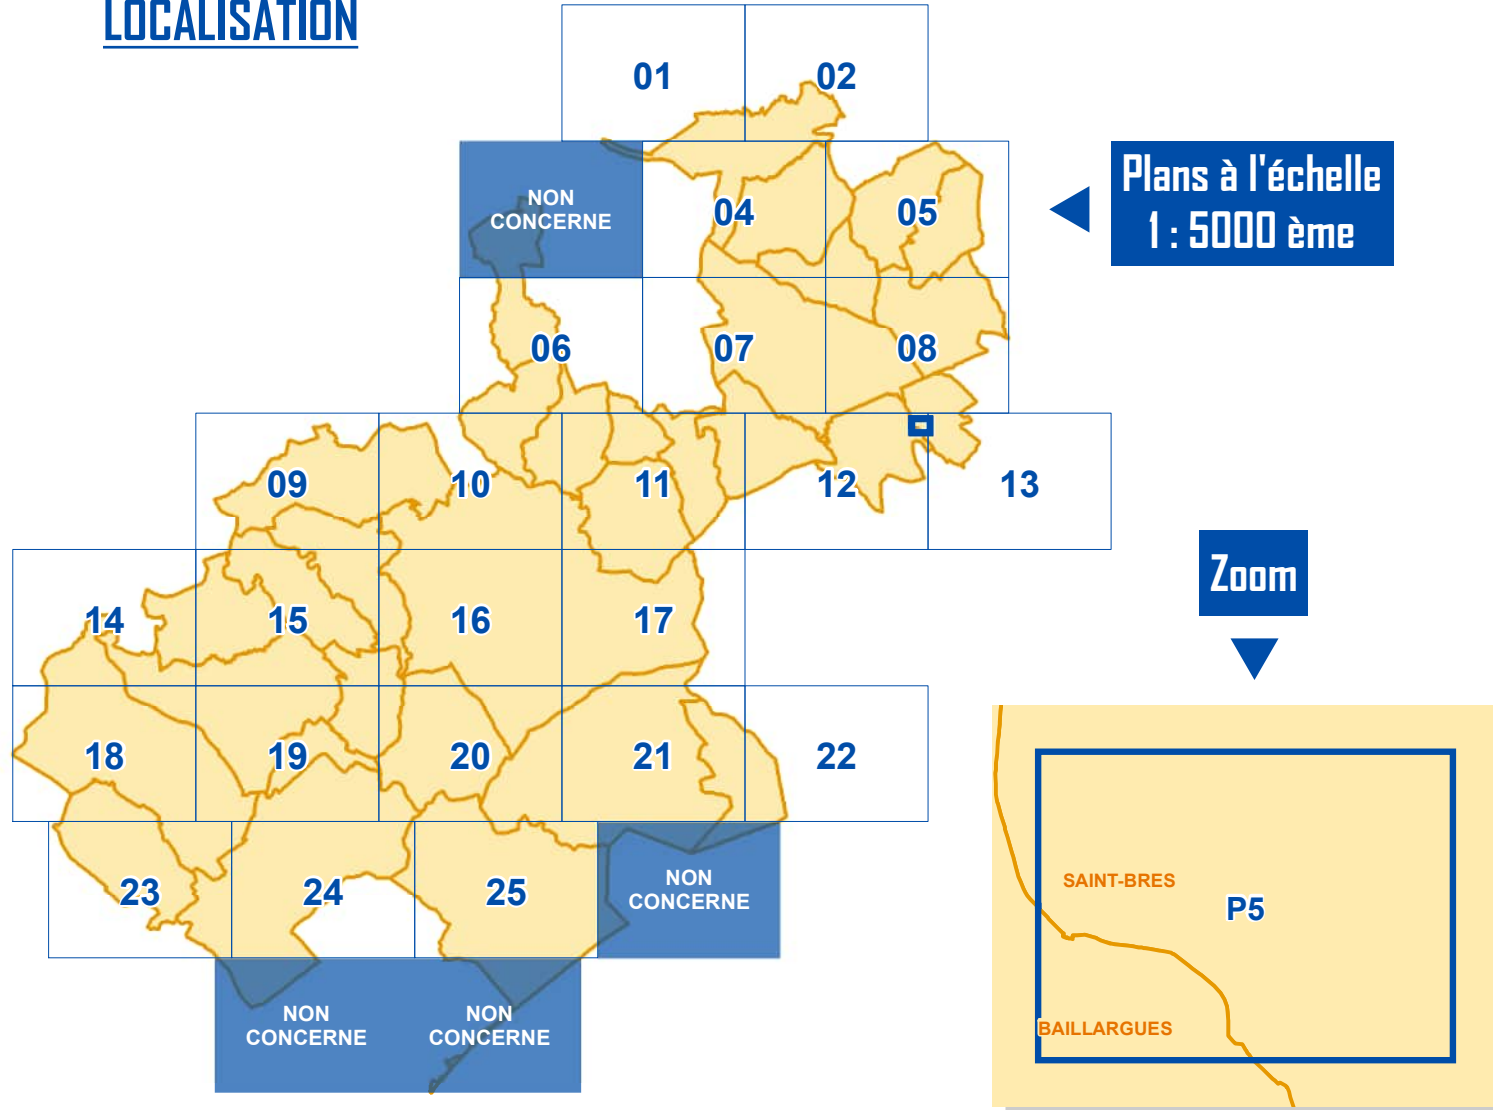 LOCALISATION
01
02
NON
CONCERNE
04
05
Plans à l'échelle
1 : 5000 ème
06
07
08
09
10
11
12
13
Zoom
14
15
16
17
18
19
20
21
22
SAINT-BRES
P5
BAILLARGUES
23
24
25
NON
CONCERNE
NON
CONCERNE
NON
CONCERNE